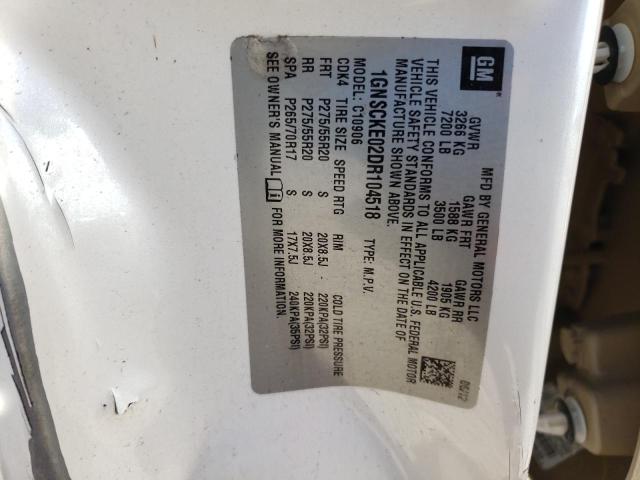 GM
MFD BY GENERAL MOTORS LLC
GVWR GAWR FRT GAWR RR
3266 KG 1588 KG 1905 KG
7200 LB 3500 LB 4200 LB
THIS VEHICLE CONFORMS TO ALL APPLICABLE U.S. FEDERAL MOTOR
VEHICLE SAFETY STANDARDS IN EFFECT ON THE DATE OF
MANUFACTURE SHOWN ABOVE.
06/12
1GNSCKE02DR104518 TYPE: M.P.V.
MODEL: C10906
CDK4 TIRE SIZE SPEED RTG RIM COLD TIRE PRESSURE
FRT P275/55R20 S 20X8.5J 220KPA(32PSI)
RR P275/55R20 S 20X8.5J 220KPA(32PSI)
SPA P265/70R17 S 17X7.5J 240KPA(35PSI)
SEE OWNER'S MANUAL FOR MORE INFORMATION.